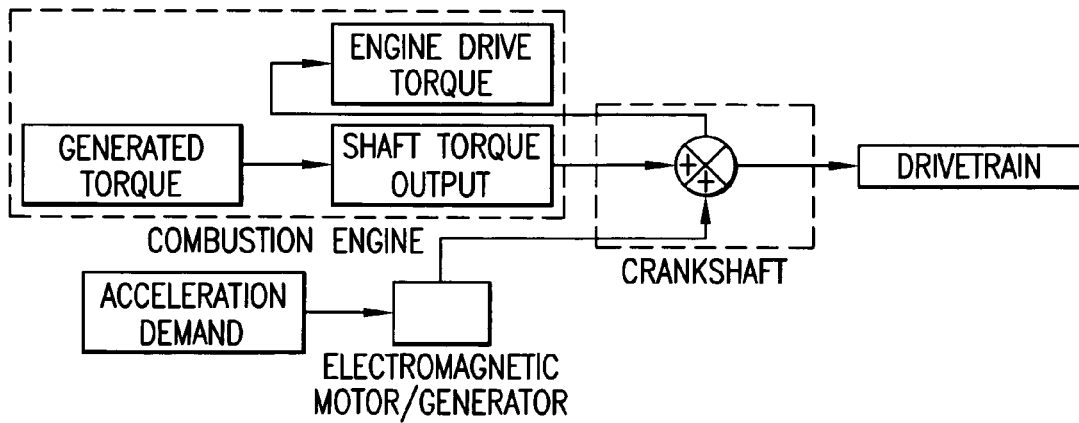 ENGINE DRIVE
TORQUE
GENERATED
TORQUE
SHAFT TORQUE
OUTPUT
+
+
DRIVETRAIN
COMBUSTION ENGINE
CRANKSHAFT
ACCELERATION
DEMAND
ELECTROMAGNETIC
MOTOR/GENERATOR